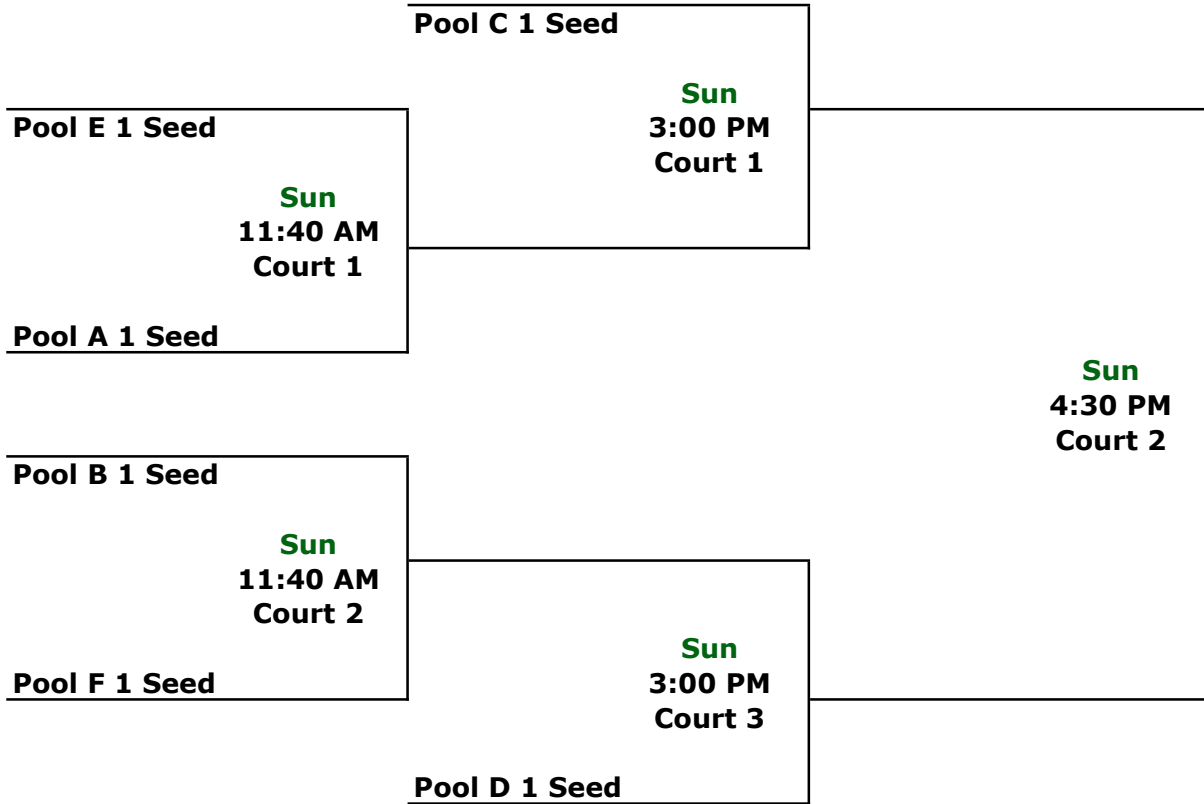 Pool C 1 Seed
Sun
3:00 PM
Court 1
Pool E 1 Seed
Sun
11:40 AM
Court 1
Pool A 1 Seed
Sun
4:30 PM
Court 2
Pool B 1 Seed
Sun
11:40 AM
Court 2
Pool F 1 Seed
Sun
3:00 PM
Court 3
Pool D 1 Seed